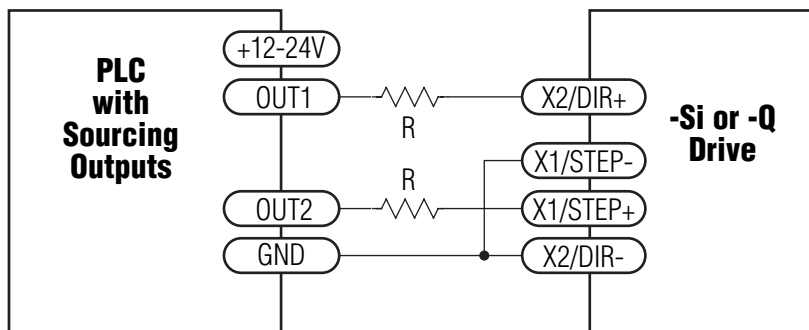 PLC
with
Sourcing
Outputs
+12-24V
OUT1
OUT2
GND
R
R
X2/DIR+
X1/STEP-
X1/STEP+
X2/DIR-
-Si or -Q
Drive